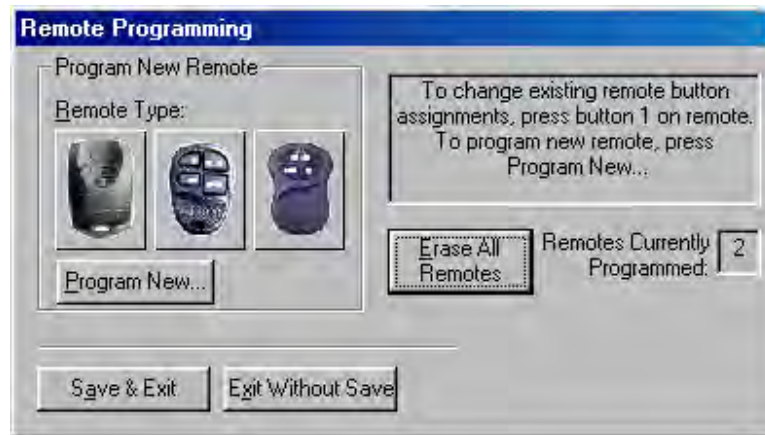 Remote Programming
Program New Remote
Remote Type:
To change existing remote button
assignments, press button 1 on remote.
To program new remote, press
Program New...
Program New...
Erase All
Remotes
Remotes Currently
Programmed:
2
Save & Exit
Exit Without Save